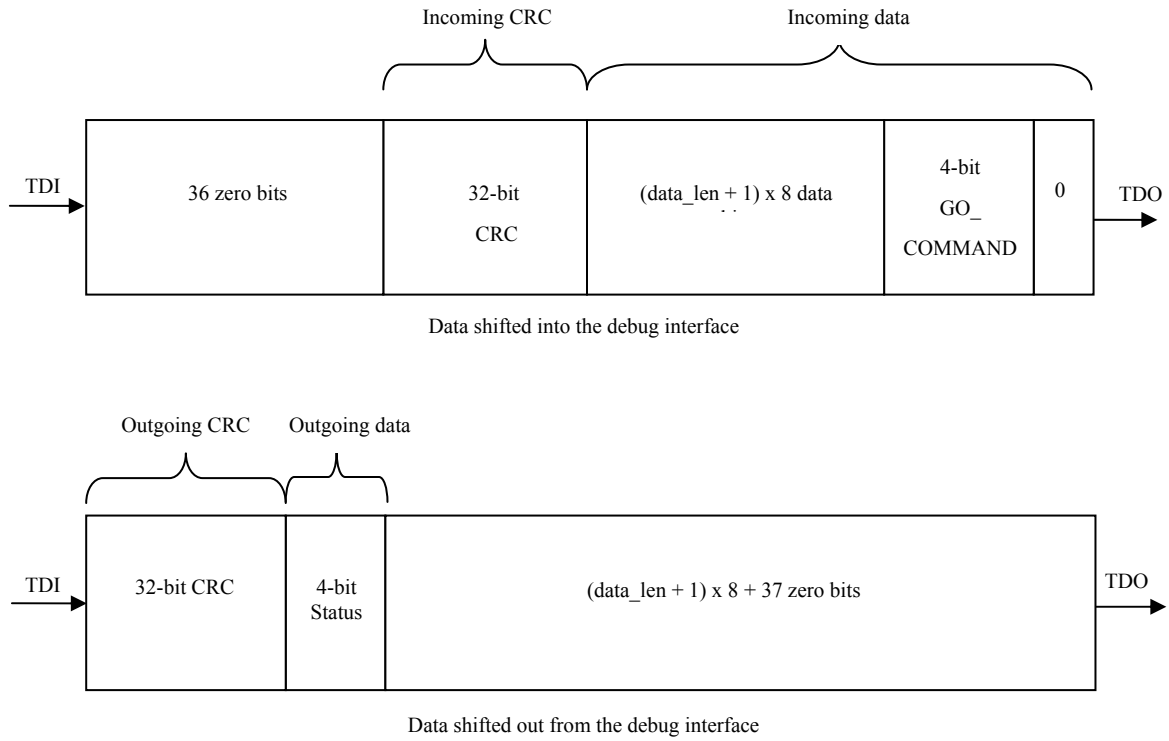 Incoming CRC
Incoming data
TDI
36 zero bits
32-bit
CRC
(data_len + 1) x 8 data
4-bit
GO_
COMMAND
0
TDO
Data shifted into the debug interface
Outgoing CRC
Outgoing data
TDI
32-bit CRC
4-bit
Status
(data_len + 1) x 8 + 37 zero bits
TDO
Data shifted out from the debug interface